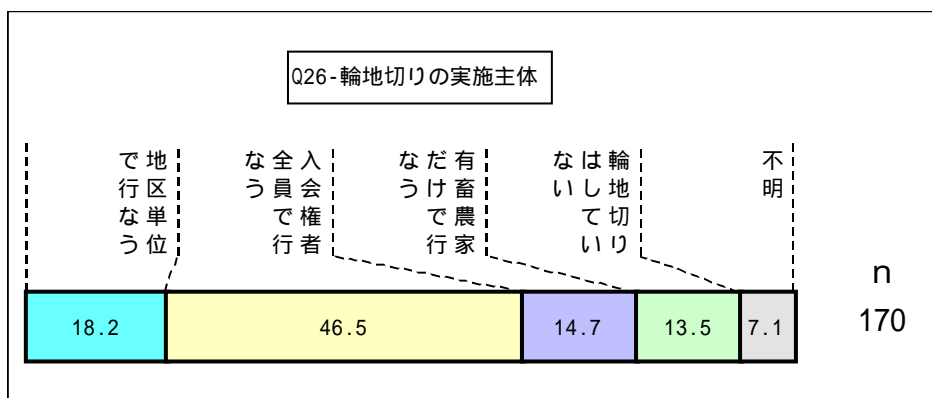 Q26-輪地切りの実施主体
地区単位
で行なう
入会権者
全員で行
なう
有畜農家
だけで行
なう
輪地切り
はしてい
ない
不明
18.2
46.5
14.7
13.5
7.1
n
170